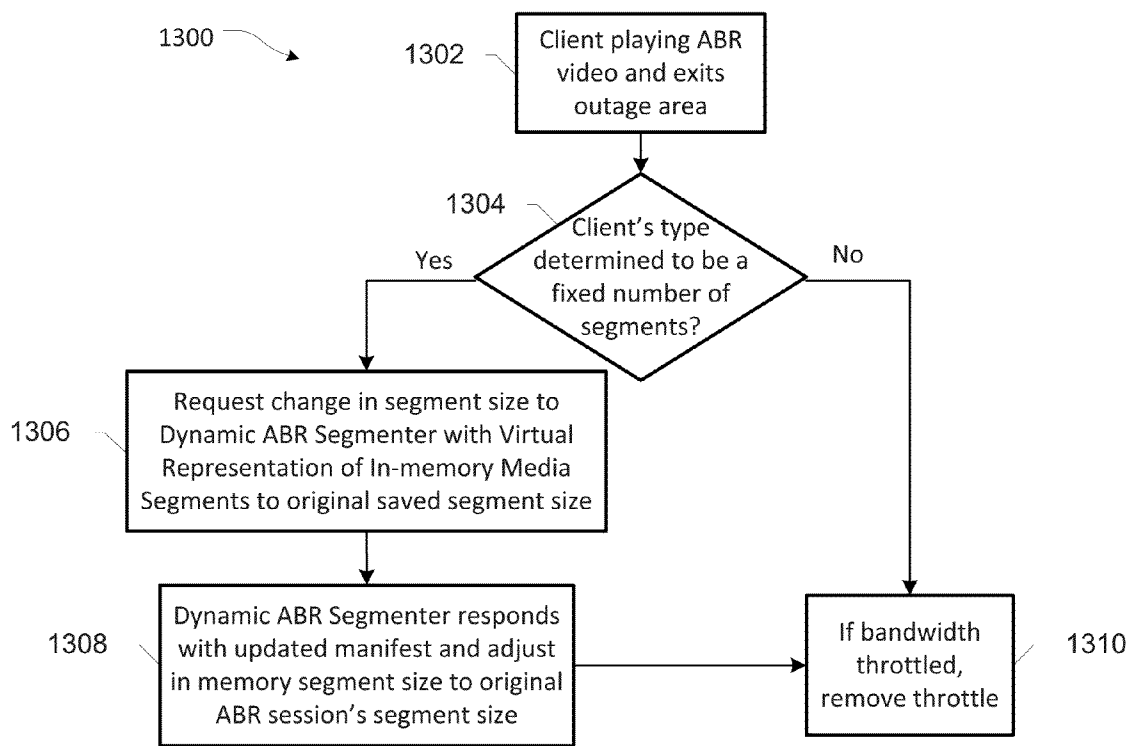 1300
1302
Client playing ABR
video and exits
outage area
1304
Client's type
determined to be a
fixed number of
segments?
Yes
No
1306
Request change in segment size to
Dynamic ABR Segmenter with Virtual
Representation of In-memory Media
Segments to original saved segment size
1308
Dynamic ABR Segmenter responds
with updated manifest and adjust
in memory segment size to original
ABR session's segment size
If bandwidth
throttled,
remove throttle
1310